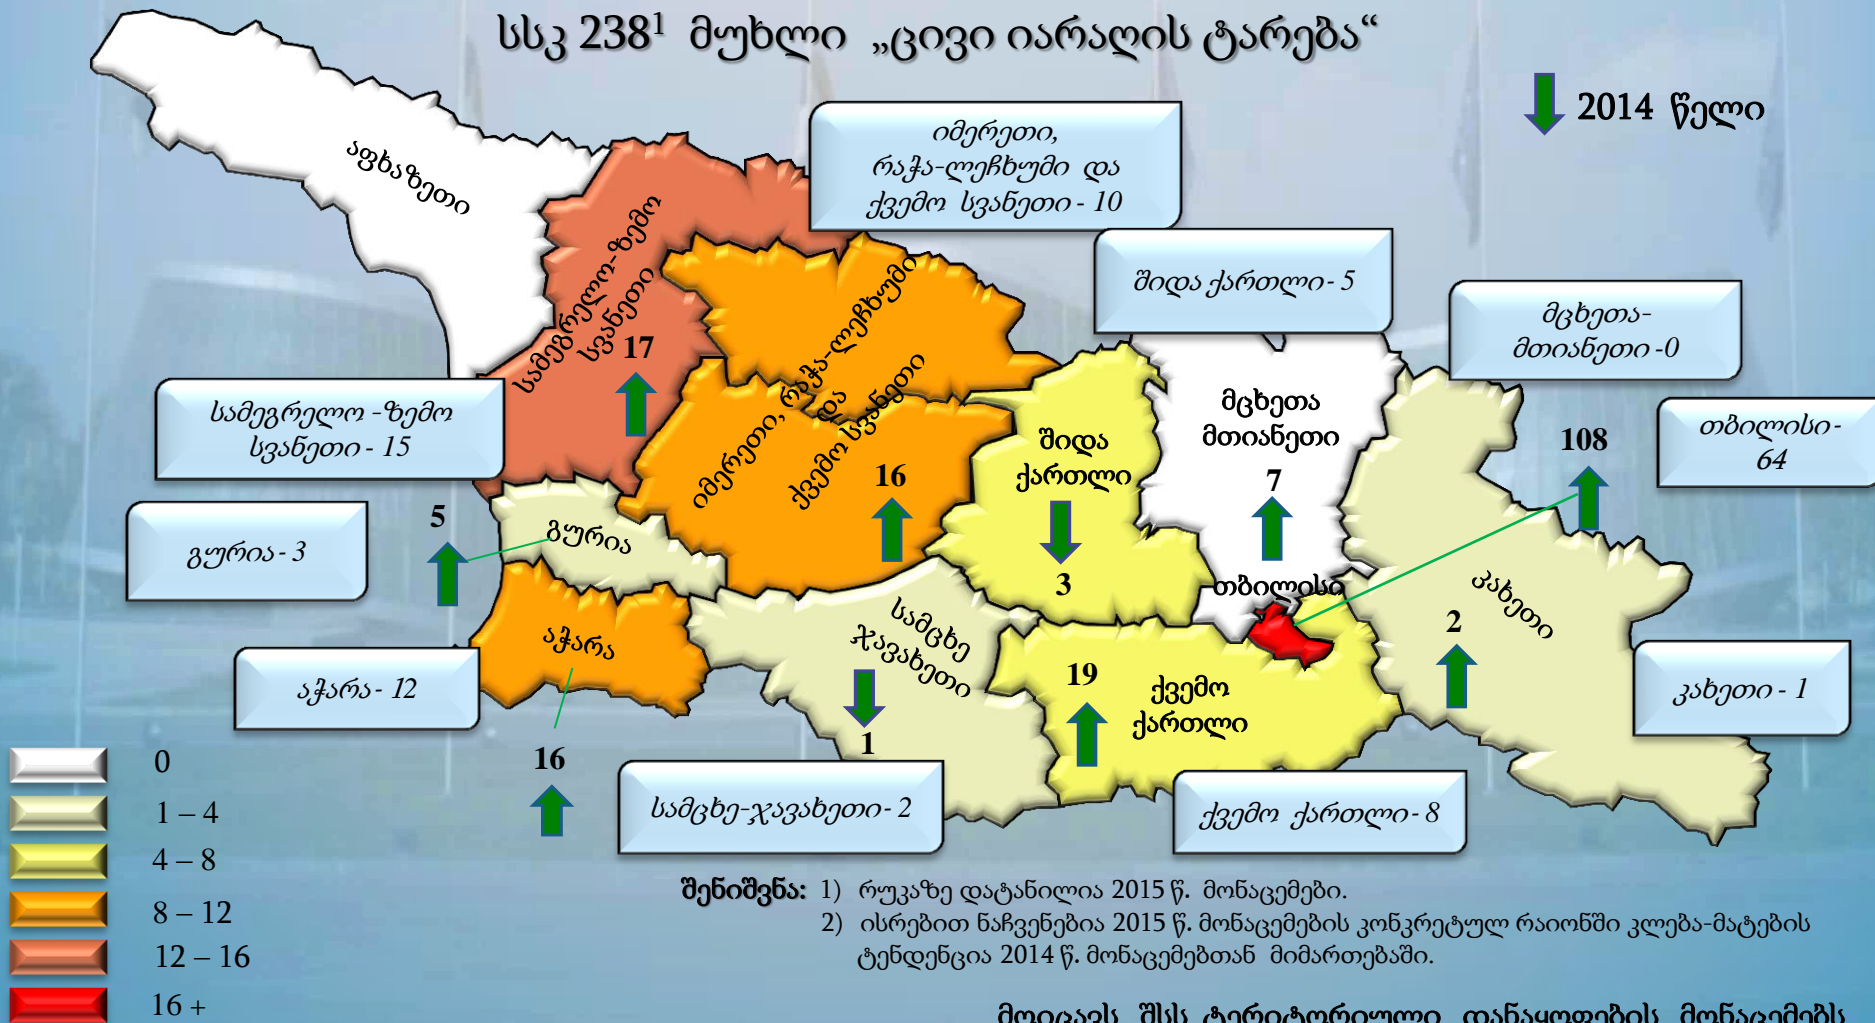 სსკ 238¹ მუხლი „ცივი იარაღის ტარება“
2014 წელი
აფხაზეთი
იმერეთი,
რაჭა-ლეჩხუმი და
ქვემო სვანეთი - 10
შიდა ქართლი - 5
მცხეთა-
მთიანეთი -0
თბილისი-
64
სამეგრელო-ზემო
სვანეთი
17
სამეგრელო -ზემო
სვანეთი - 15
იმერეთი, რაჭა-ლეჩხუმი
და
ქვემო სვანეთი
16
შიდა
ქართლი
3
მცხეთა
მთიანეთი
7
108
თბილისი
გურია - 3
5
გურია
აჭარა
აჭარა - 12
16
სამცხე
ჯავახეთი
1
სამცხე-ჯავახეთი - 2
19
ქვემო
ქართლი
ქვემო ქართლი - 8
კახეთი
2
კახეთი - 1
0
1 – 4
4 – 8
8 – 12
12 – 16
16 +
შენიშვნა: 1) რუკაზე დატანილია 2015 წ. მონაცემები.
2) ისრებით ნაჩვენებია 2015 წ. მონაცემების კონკრეტულ რაიონში კლება-მატების
ტენდენცია 2014 წ. მონაცემებთან მიმართებაში.
მოიცავს შსს ტერიტორიული დანაყოფების მონაცემებს